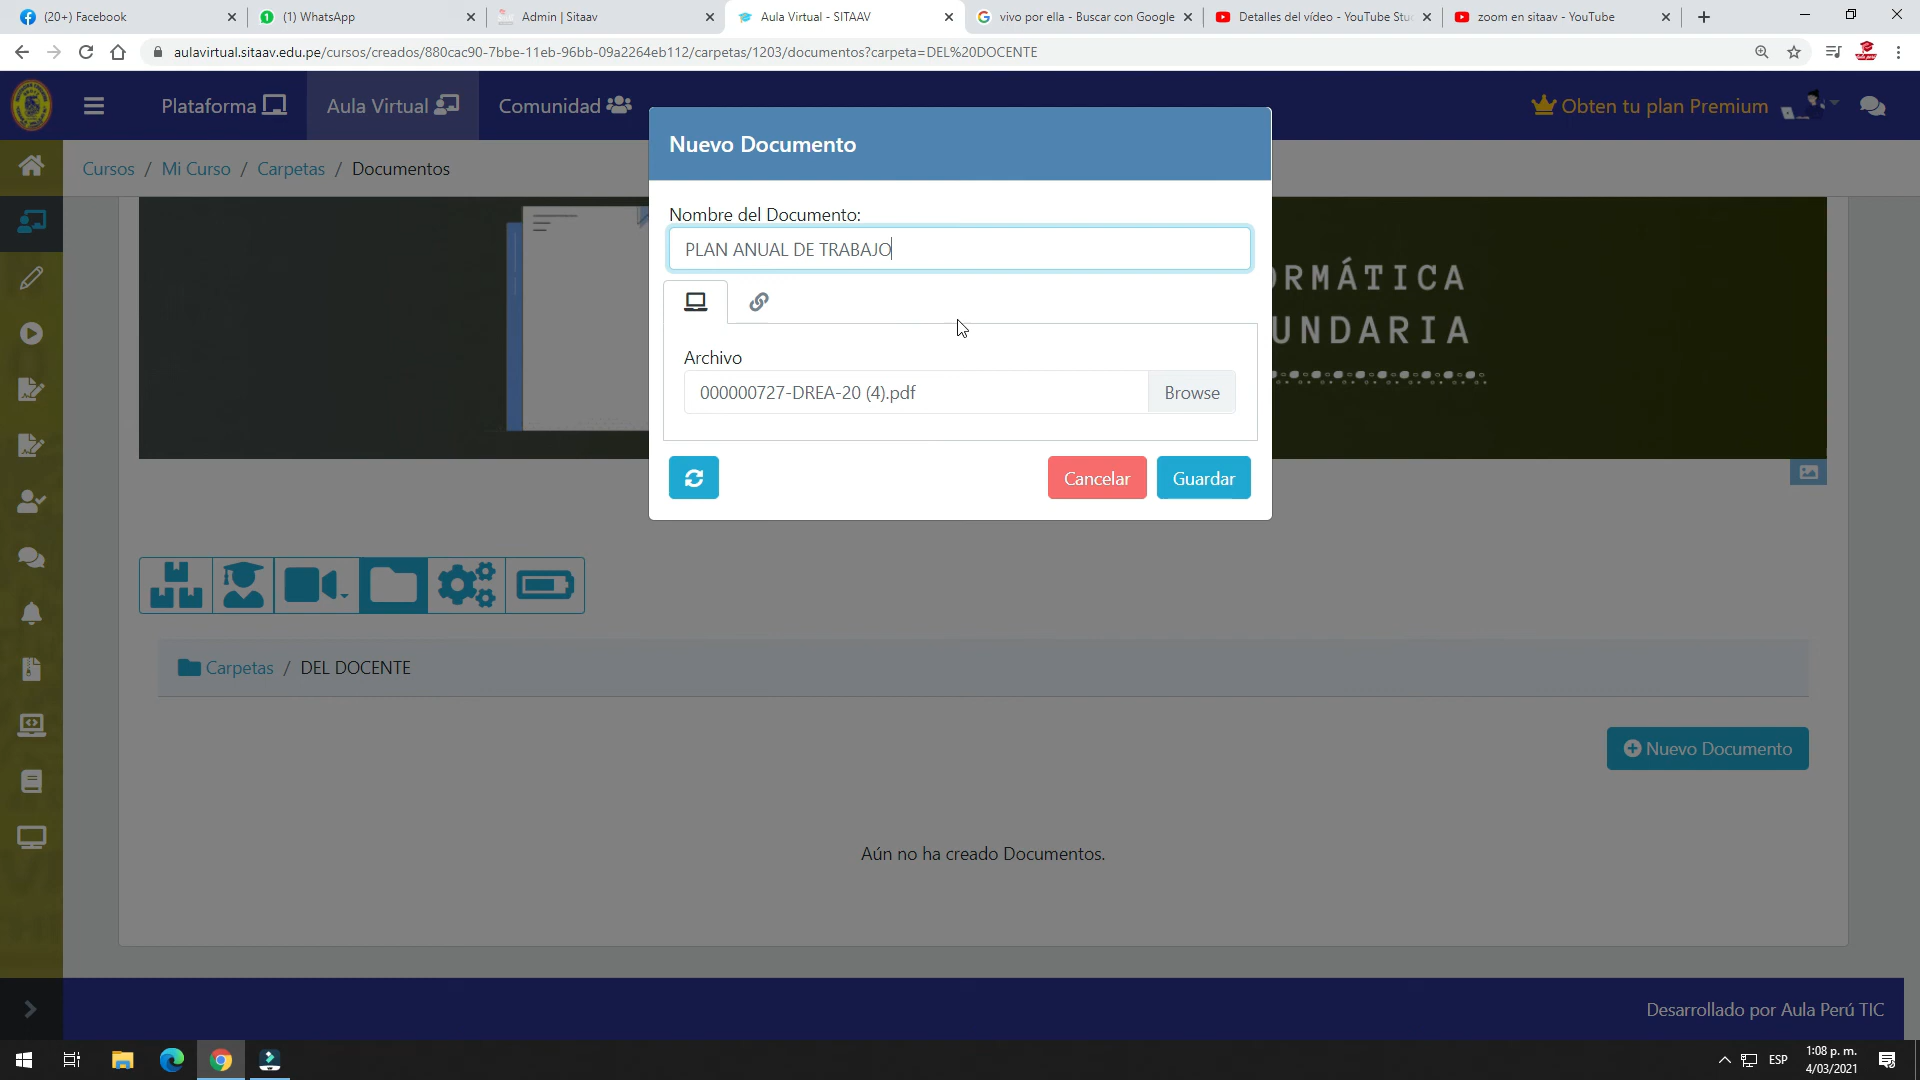 (20+) Facebook
(1) WhatsApp
Admin | Sitaav
Aula Virtual - SITAAV
vivo por ella - Buscar con Google
Detalles del vídeo - YouTube Stu
zoom en sitaav - YouTube
aulavirtual.sitaav.edu.pe/cursos/creados/880cac90-7bbe-11eb-96bb-09a2264eb112/carpetas/1203/documentos?carpeta=DEL%20DOCENTE
Plataforma
Aula Virtual
Comunidad
Obten tu plan Premium
Cursos / Mi Curso / Carpetas / Documentos
Nuevo Documento
Nombre del Documento:
PLAN ANUAL DE TRABAJO
ORMÁTICA
UNDARIA
Archivo
000000727-DREA-20 (4).pdf
Browse
Cancelar
Guardar
Carpetas / DEL DOCENTE
Nuevo Documento
Aún no ha creado Documentos.
Desarrollado por Aula Perú TIC
ESP
1:08 p. m.
4/03/2021